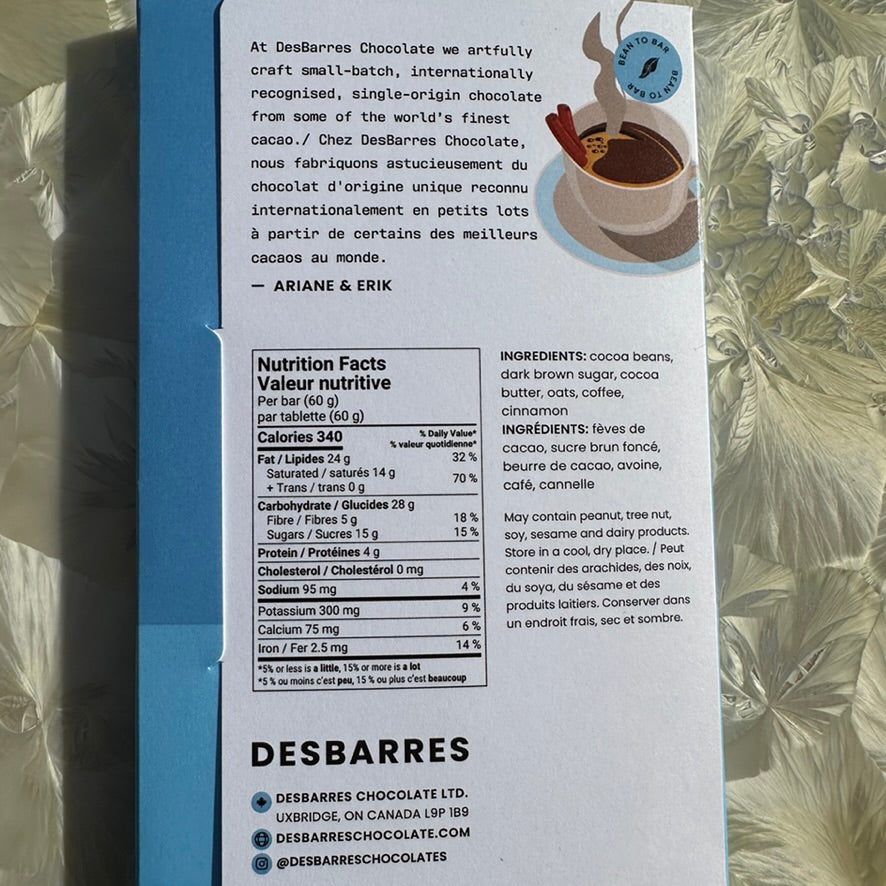 At DesBarres Chocolate we artfully
craft small-batch, internationally
recognised, single-origin chocolate
from some of the world's finest
cacao./ Chez DesBarres Chocolate,
nous fabriquons astucieusement du
chocolat d'origine unique reconnu
internationalement en petits lots
à partir de certains des meilleurs
cacaos au monde.
— ARIANE & ERIK
BEAN TO BAR
BEAN TO BAR
Nutrition Facts
Valeur nutritive
Per bar (60 g)
par tablette (60 g)
Calories 340
% Daily Value*
% valeur quotidienne*
Fat / Lipides 24 g 32 %
Saturated / saturés 14 g
+ Trans / trans 0 g 70 %
Carbohydrate / Glucides 28 g
Fibre / Fibres 5 g 18 %
Sugars / Sucres 15 g 15 %
Protein / Protéines 4 g
Cholesterol / Cholestérol 0 mg
Sodium 95 mg 4 %
Potassium 300 mg 9 %
Calcium 75 mg 6 %
Iron / Fer 2.5 mg 14 %
*5% or less is a little, 15% or more is a lot
*5 % ou moins c'est peu, 15 % ou plus c'est beaucoup
INGREDIENTS: cocoa beans,
dark brown sugar, cocoa
butter, oats, coffee,
cinnamon
INGRÉDIENTS: fèves de
cacao, sucre brun foncé,
beurre de cacao, avoine,
café, cannelle
May contain peanut, tree nut,
soy, sesame and dairy products.
Store in a cool, dry place. / Peut
contenir des arachides, des noix,
du soya, du sésame et des
produits laitiers. Conserver dans
un endroit frais, sec et sombre.
DESBARRES
DESBARRES CHOCOLATE LTD.
UXBRIDGE, ON CANADA L9P 1B9
DESBARRESCHOCOLATE.COM
@DESBARRESCHOCOLATES